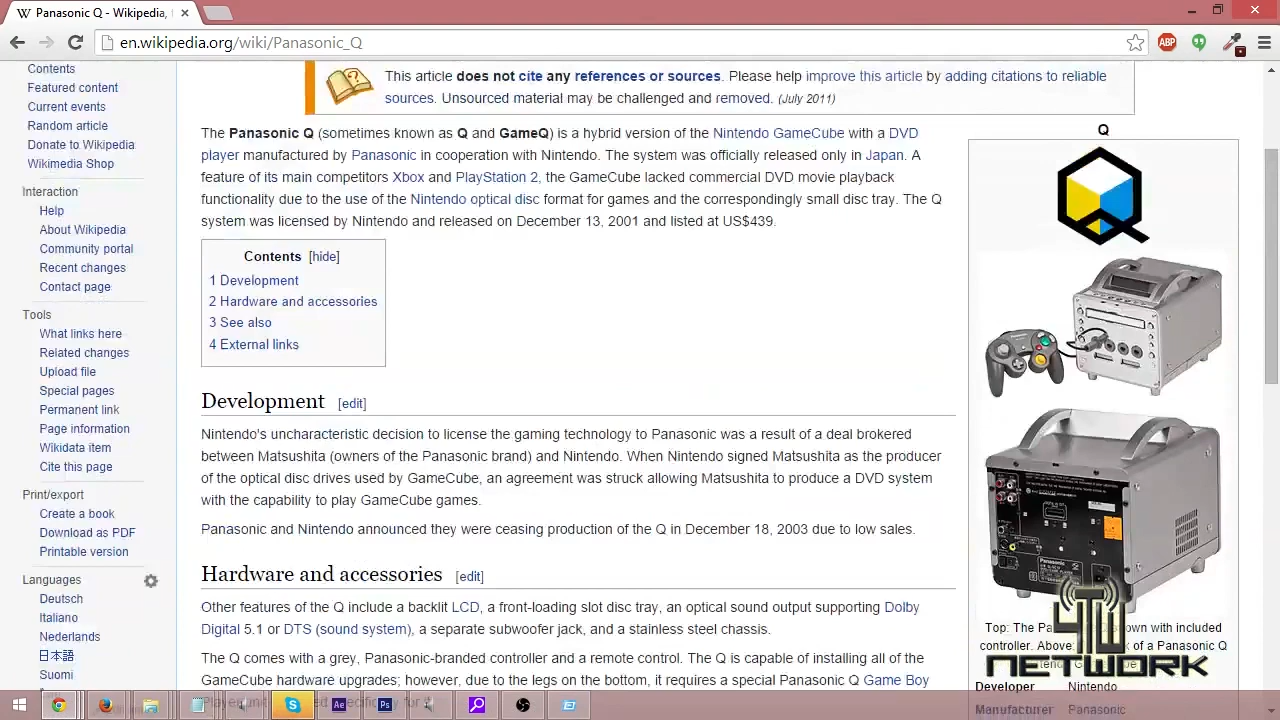 Panasonic Q - Wikipedia,
en.wikipedia.org/wiki/Panasonic_Q
ABP
Contents
Featured content
Current events
Random article
Donate to Wikipedia
Wikimedia Shop
Interaction
Help
About Wikipedia
Community portal
Recent changes
Contact page
Tools
What links here
Related changes
Upload file
Special pages
Permanent link
Page information
Wikidata item
Cite this page
Print/export
Create a book
Download as PDF
Printable version
Languages
Deutsch
Italiano
Nederlands
日本語
Suomi
This article does not cite any references or sources. Please help improve this article by adding citations to reliable
sources. Unsourced material may be challenged and removed. (July 2011)
The Panasonic Q (sometimes known as Q and GameQ) is a hybrid version of the Nintendo GameCube with a DVD
player manufactured by Panasonic in cooperation with Nintendo. The system was officially released only in Japan. A
feature of its main competitors Xbox and PlayStation 2, the GameCube lacked commercial DVD movie playback
functionality due to the use of the Nintendo optical disc format for games and the correspondingly small disc tray. The Q
system was licensed by Nintendo and released on December 13, 2001 and listed at US$439.
Contents [hide]
1 Development
2 Hardware and accessories
3 See also
4 External links
Development [edit]
Nintendo's uncharacteristic decision to license the gaming technology to Panasonic was a result of a deal brokered
between Matsushita (owners of the Panasonic brand) and Nintendo. When Nintendo signed Matsushita as the producer
of the optical disc drives used by GameCube, an agreement was struck allowing Matsushita to produce a DVD system
with the capability to play GameCube games.
Panasonic and Nintendo announced they were ceasing production of the Q in December 18, 2003 due to low sales.
Hardware and accessories [edit]
Other features of the Q include a backlit LCD, a front-loading slot disc tray, an optical sound output supporting Dolby
Digital 5.1 or DTS (sound system), a separate subwoofer jack, and a stainless steel chassis.
The Q comes with a grey, Panasonic-branded controller and a remote control. The Q is capable of installing all of the
GameCube hardware upgrades, however, due to the legs on the bottom, it requires a special Panasonic Q Game Boy
Q
Top: The shown with included
controller. Above: of a Panasonic Q
NETWORK
Developer Nintendo
Manufacturer Panasonic
Ae
Ps